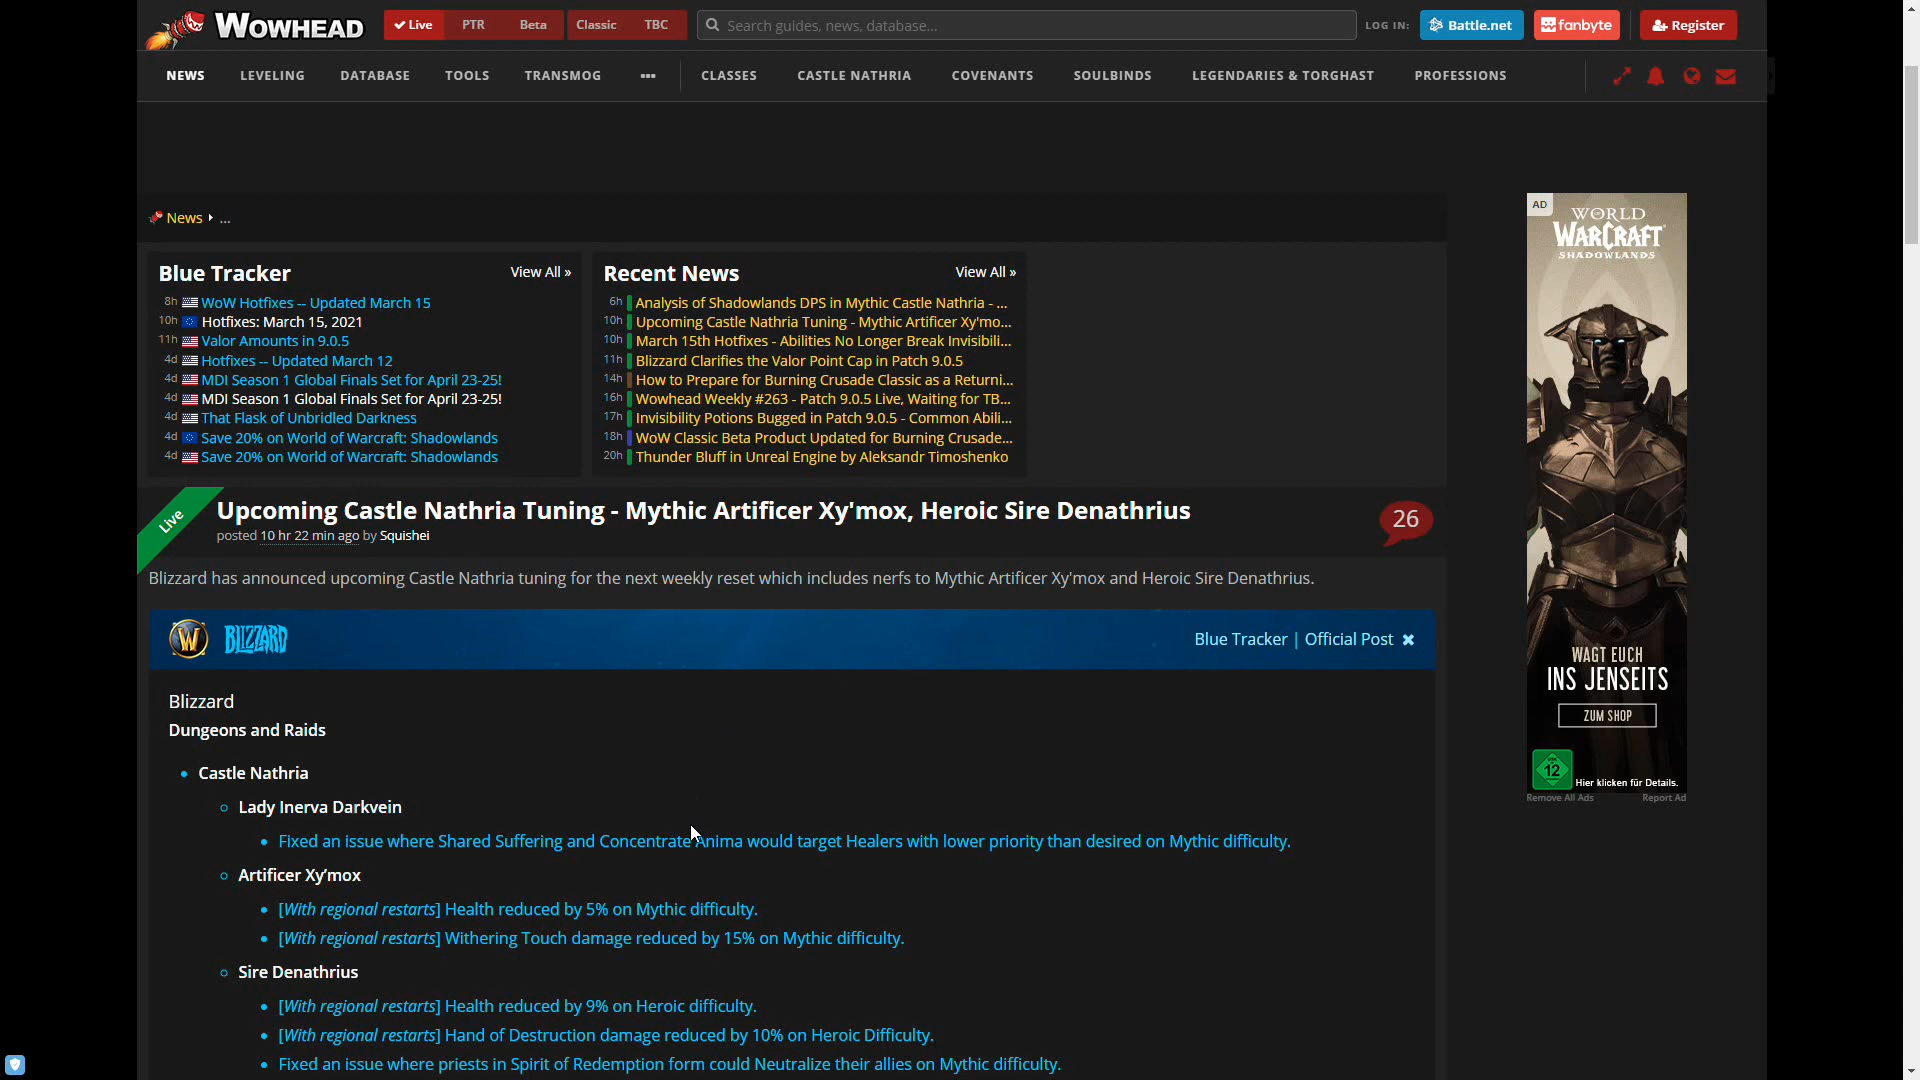 WOWHEAD
Live PTR Beta Classic TBC
Search guides, news, database...
LOG IN: Battle.net fanbyte Register
NEWS LEVELING DATABASE TOOLS TRANSMOG ••• CLASSES CASTLE NATHRIA COVENANTS SOULBINDS LEGENDARIES & TORGHAST PROFESSIONS
News ...
Blue Tracker View All »
8h WoW Hotfixes -- Updated March 15
10h Hotfixes: March 15, 2021
11h Valor Amounts in 9.0.5
4d Hotfixes -- Updated March 12
4d MDI Season 1 Global Finals Set for April 23-25!
4d MDI Season 1 Global Finals Set for April 23-25!
4d That Flask of Unbridled Darkness
4d Save 20% on World of Warcraft: Shadowlands
4d Save 20% on World of Warcraft: Shadowlands
Recent News View All »
6h Analysis of Shadowlands DPS in Mythic Castle Nathria - ...
10h Upcoming Castle Nathria Tuning - Mythic Artificer Xy'mo...
10h March 15th Hotfixes - Abilities No Longer Break Invisibili...
11h Blizzard Clarifies the Valor Point Cap in Patch 9.0.5
14h How to Prepare for Burning Crusade Classic as a Returni...
16h Wowhead Weekly #263 - Patch 9.0.5 Live, Waiting for TB...
17h Invisibility Potions Bugged in Patch 9.0.5 - Common Abili...
18h WoW Classic Beta Product Updated for Burning Crusade...
20h Thunder Bluff in Unreal Engine by Aleksandr Timoshenko
Live
Upcoming Castle Nathria Tuning - Mythic Artificer Xy'mox, Heroic Sire Denathrius
posted 10 hr 22 min ago by Squishei
26
Blizzard has announced upcoming Castle Nathria tuning for the next weekly reset which includes nerfs to Mythic Artificer Xy'mox and Heroic Sire Denathrius.
W BLIZZARD
Blue Tracker | Official Post
Blizzard
Dungeons and Raids
Castle Nathria
Lady Inerva Darkvein
Fixed an issue where Shared Suffering and Concentrate Anima would target Healers with lower priority than desired on Mythic difficulty.
Artificer Xy'mox
[With regional restarts] Health reduced by 5% on Mythic difficulty.
[With regional restarts] Withering Touch damage reduced by 15% on Mythic difficulty.
Sire Denathrius
[With regional restarts] Health reduced by 9% on Heroic difficulty.
[With regional restarts] Hand of Destruction damage reduced by 10% on Heroic Difficulty.
Fixed an issue where priests in Spirit of Redemption form could Neutralize their allies on Mythic difficulty.
AD
WORLD
WARCRAFT
SHADOWLANDS
WAGT EUCH
INS JENSEITS
ZUM SHOP
12
Hier klicken für Details.
Remove All Ads Report Ad